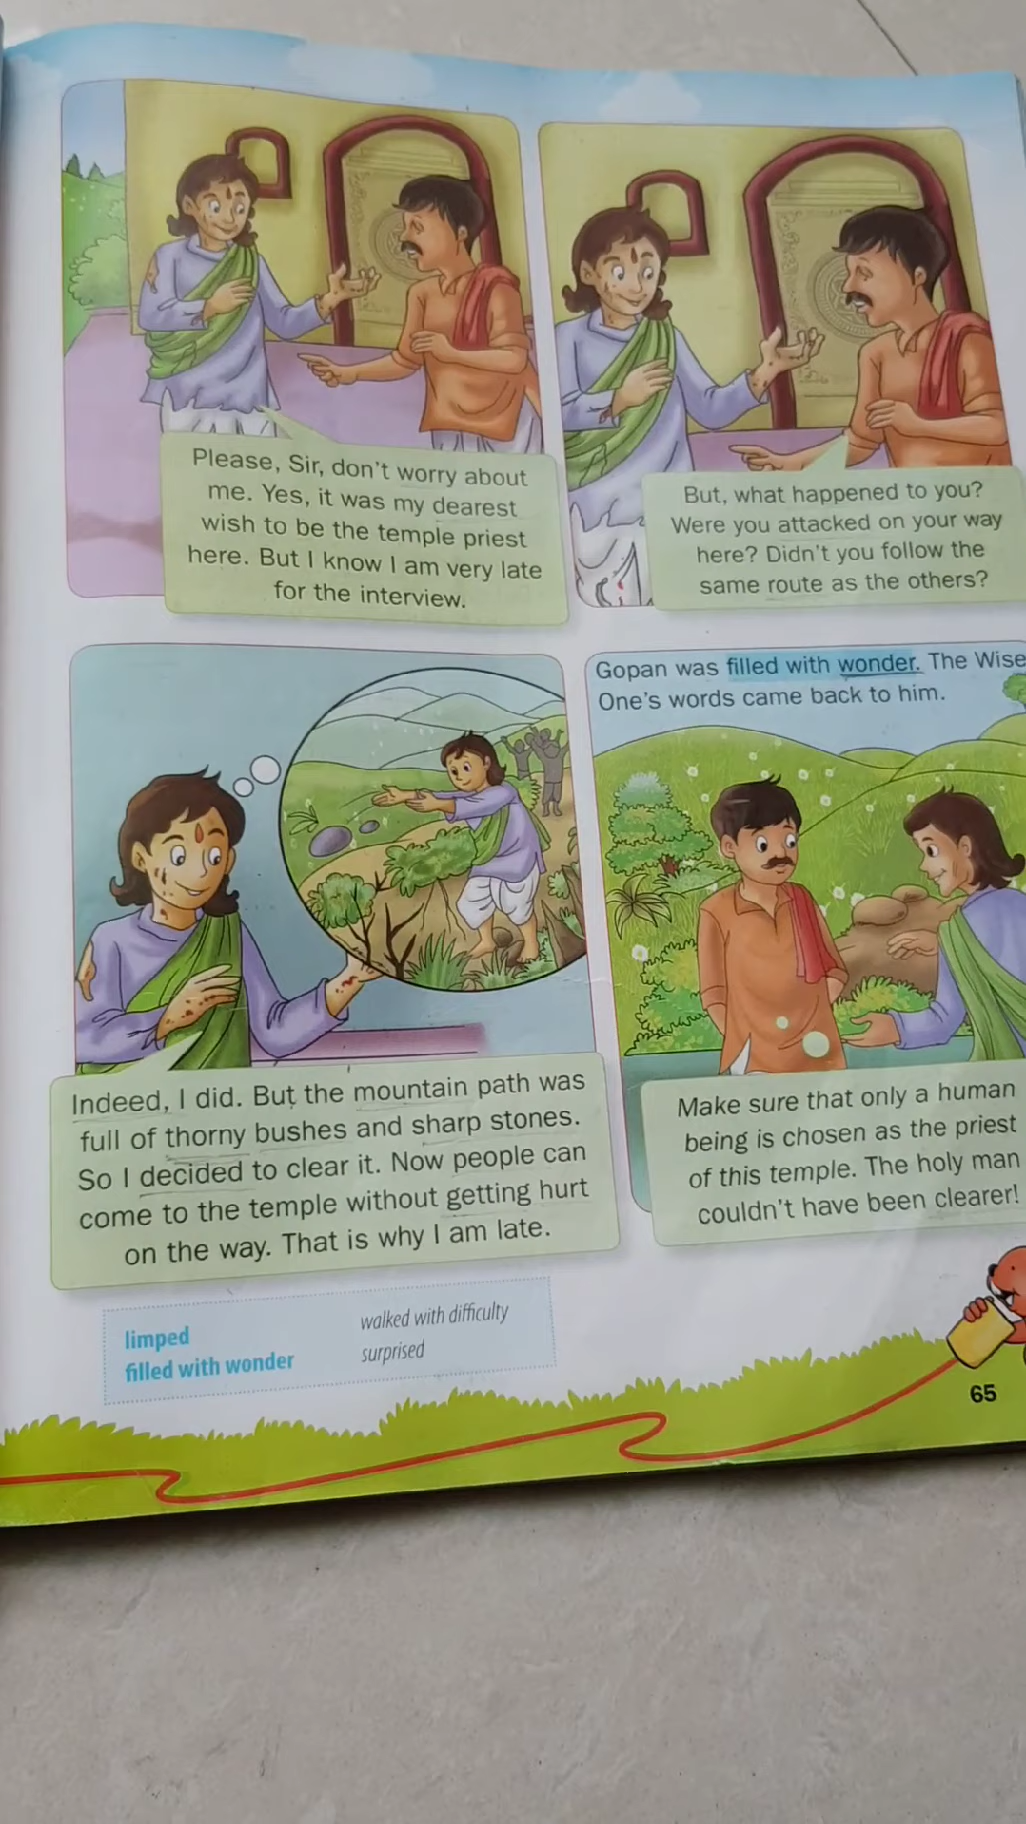 Please, Sir, don't worry about
me. Yes, it was my dearest
wish to be the temple priest
here. But I know I am very late
for the interview.
But, what happened to you?
Were you attacked on your way
here? Didn't you follow the
same route as the others?
Indeed, I did. But the mountain path was
full of thorny bushes and sharp stones.
So I decided to clear it. Now people can
come to the temple without getting hurt
on the way. That is why I am late.
Gopan was filled with wonder. The Wise
One's words came back to him.
Make sure that only a human
being is chosen as the priest
of this temple. The holy man
couldn't have been clearer!
limped walked with difficulty
filled with wonder surprised
65